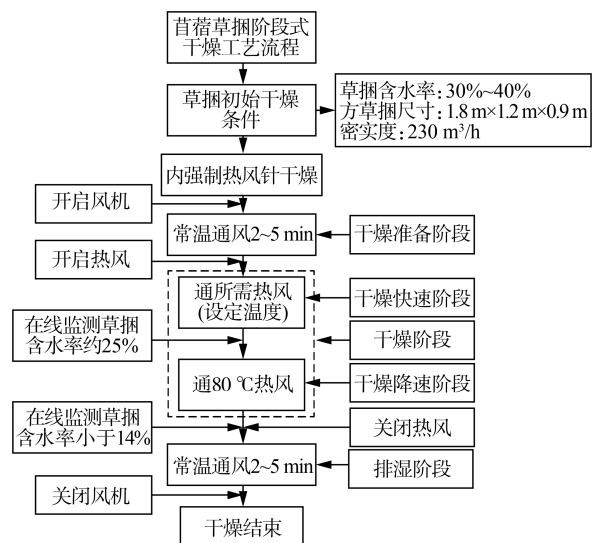 苜蓿草捆阶段式
干燥工艺流程
草捆初始干燥
条件
草捆含水率：30%~40%
方草捆尺寸：1.8 m×1.2 m×0.9 m
密实度：230 m³/h
内强制热风针干燥
开启风机
常温通风2~5 min
干燥准备阶段
开启热风
通所需热风
(设定温度)
干燥快速阶段
在线监测草捆
含水率约25%
干燥阶段
通80 ℃热风
干燥降速阶段
在线监测草捆
含水率小于14%
关闭热风
常温通风2~5 min
排湿阶段
关闭风机
干燥结束